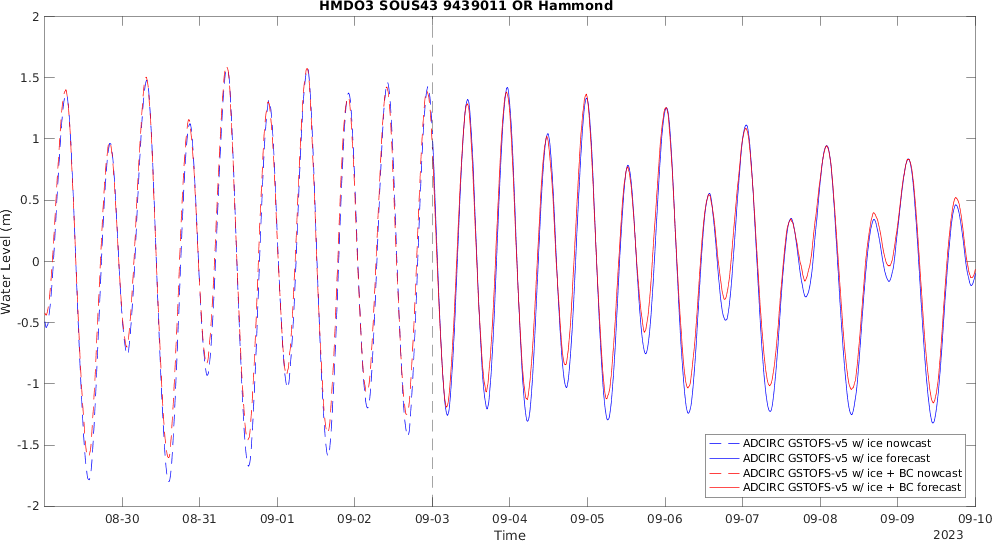 HMDO3 SOUS43 9439011 OR Hammond
2
1.5
1
0.5
0
-0.5
-1
-1.5
-2
Water Level (m)
ADCIRC GSTOFS-v5 w/ ice nowcast
ADCIRC GSTOFS-v5 w/ ice forecast
ADCIRC GSTOFS-v5 w/ ice + BC nowcast
ADCIRC GSTOFS-v5 w/ ice + BC forecast
08-30 08-31 09-01 09-02 09-03 09-04 09-05 09-06 09-07 09-08 09-09 09-10
Time
2023